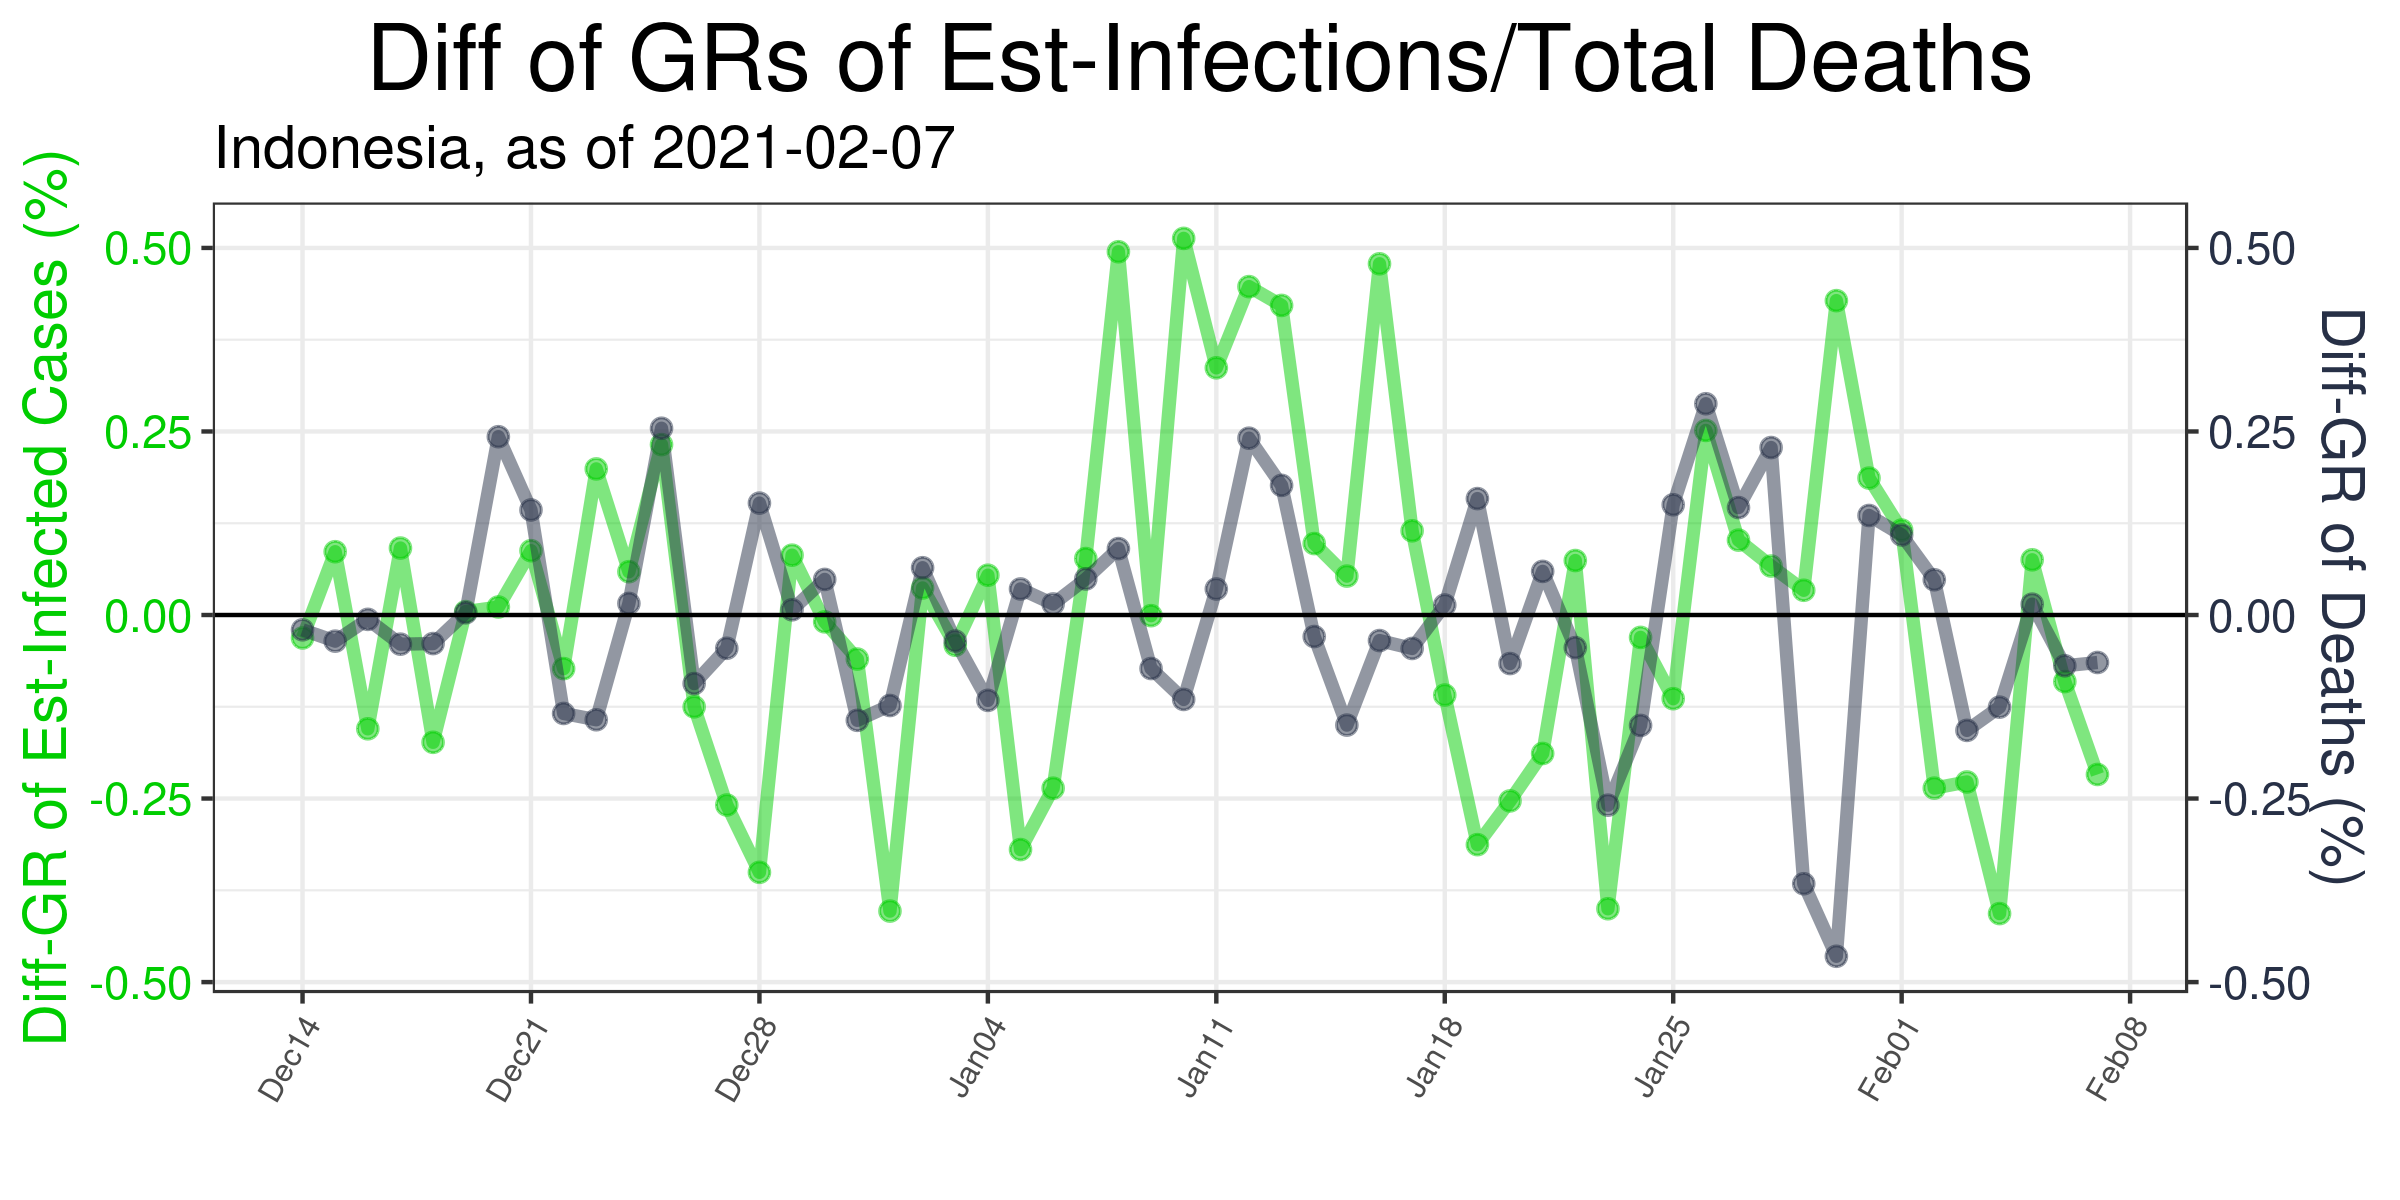 Diff of GRs of Est-Infections/Total Deaths
Indonesia, as of 2021-02-07
Diff-GR of Est-Infected Cases (%)
0.50
0.25
0.00
-0.25
-0.50
0.50
0.25
0.00
-0.25
-0.50
Diff-GR of Deaths (%)
Dec14
Dec21
Dec28
Jan04
Jan11
Jan18
Jan25
Feb01
Feb08